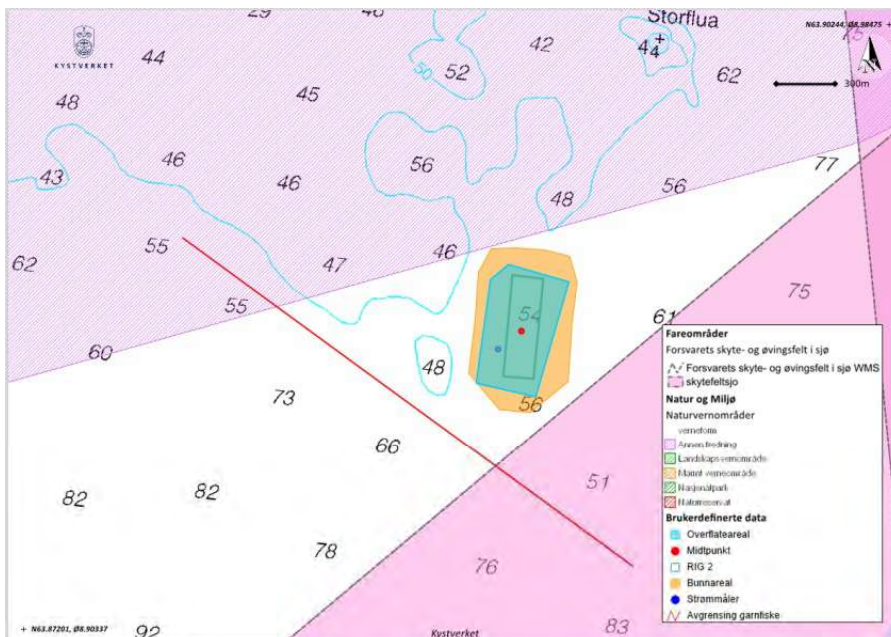 29
46
Storflua
N63.90244, Ø8.98475 +
75
44
42
44
52
50
KYSTVERKET
62
N
300m
48
45
46
56
77
43
46
48
56
55
46
62
47
55
54
75
61
60
48
73
56
66
51
82
82
78
76
83
92
Fareområder
Forsvarets skyte- og øvingsfelt i sjø
Forsvarets skyte- og øvingsfelt i sjø WMS
skytefeltsjo
Natur og Miljø
Naturvernområder
verneform
Annen fredning
Landskapsvernområde
Marint verneområde
Nasjonalpark
Naturreservat
Brukerdefinerte data
Overflateareal
Midtpunkt
RIG 2
Bunnareal
Strømmåler
Avgrensing garnfiske
+ N63.87201, Ø8.90337
Kystverket